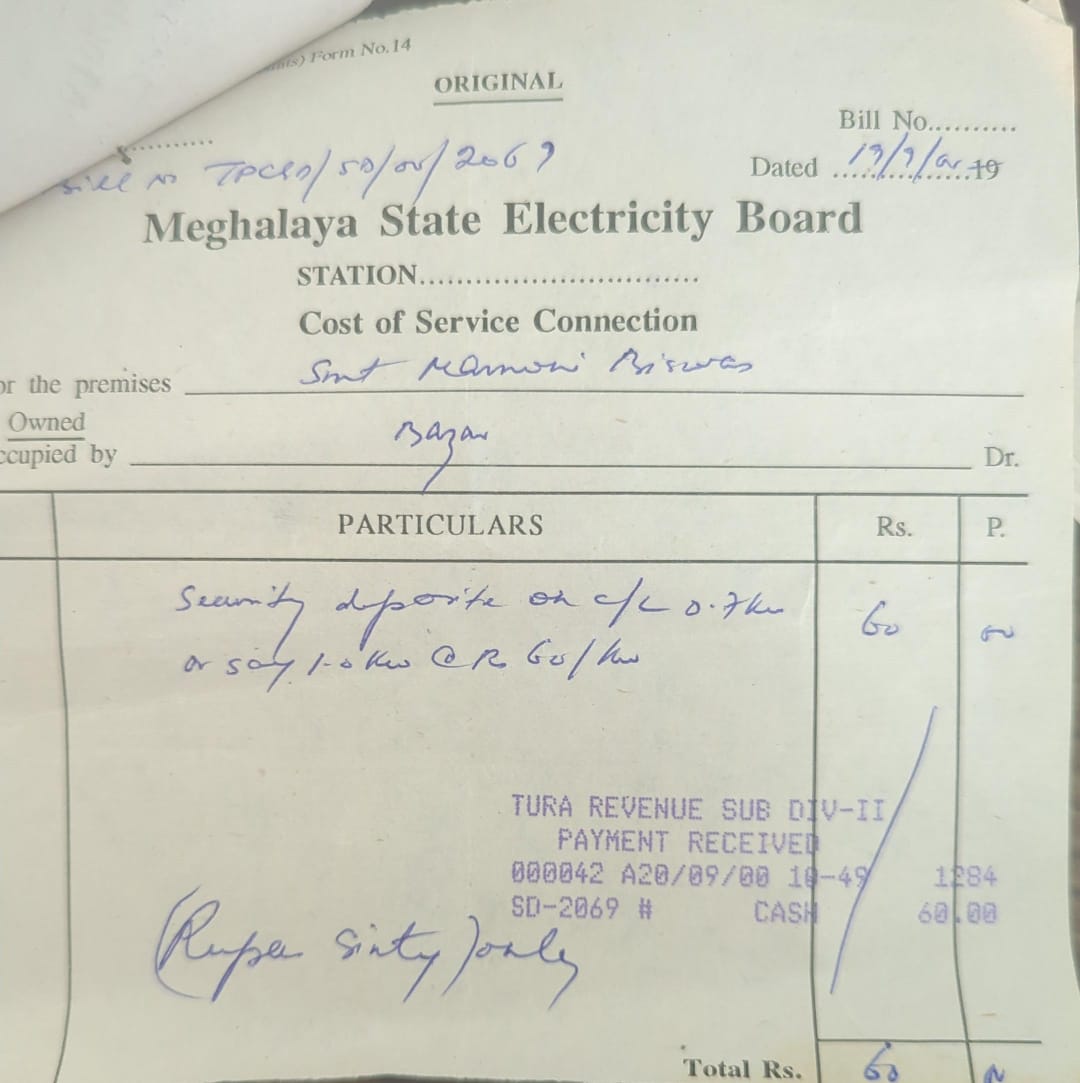 Form No.14
ORIGINAL
Bill No..........
Bill No TPCSD/SD/00/2069
Dated 19/9/00 19
Meghalaya State Electricity Board
STATION............................
Cost of Service Connection
or the premises Smt Mamoni Biswas
Owned
ccupied by Bazar Dr.
PARTICULARS Rs. P.
Security deposite on c/L 0.7 kw 60 00
or say 1.0 kw @ Rs 60/kw
TURA REVENUE SUB DIV-II
PAYMENT RECEIVED
000042 A20/09/00 10-49 1284
SD-2069 # CASH 60.00
(Rupees Sixty) only
Total Rs. 60